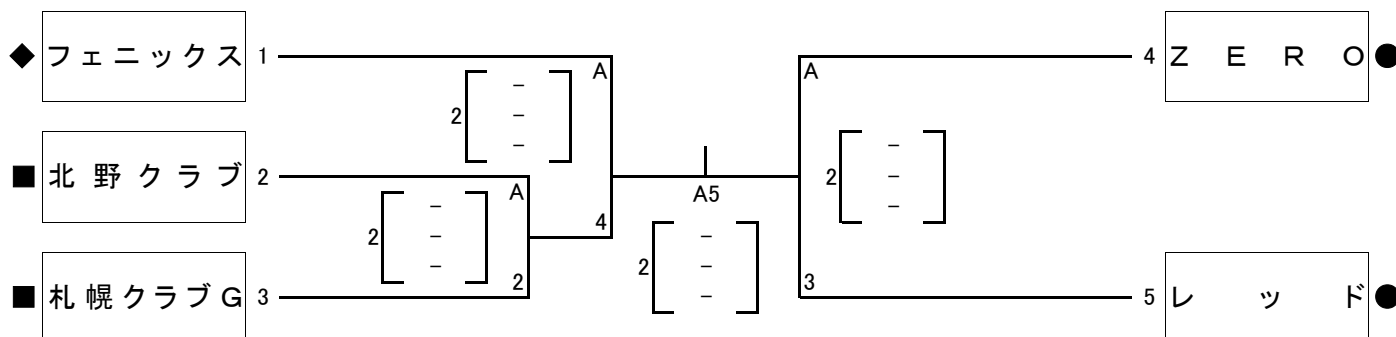 ◆ フェニックス 1
A
2 [ - - - ]
■ 北野クラブ 2
A
2 [ - - - ]
4
2
■ 札幌クラブG 3
A5
2 [ - - - ]
4 ZERO ●
A
2 [ - - - ]
3
5 レッド ●